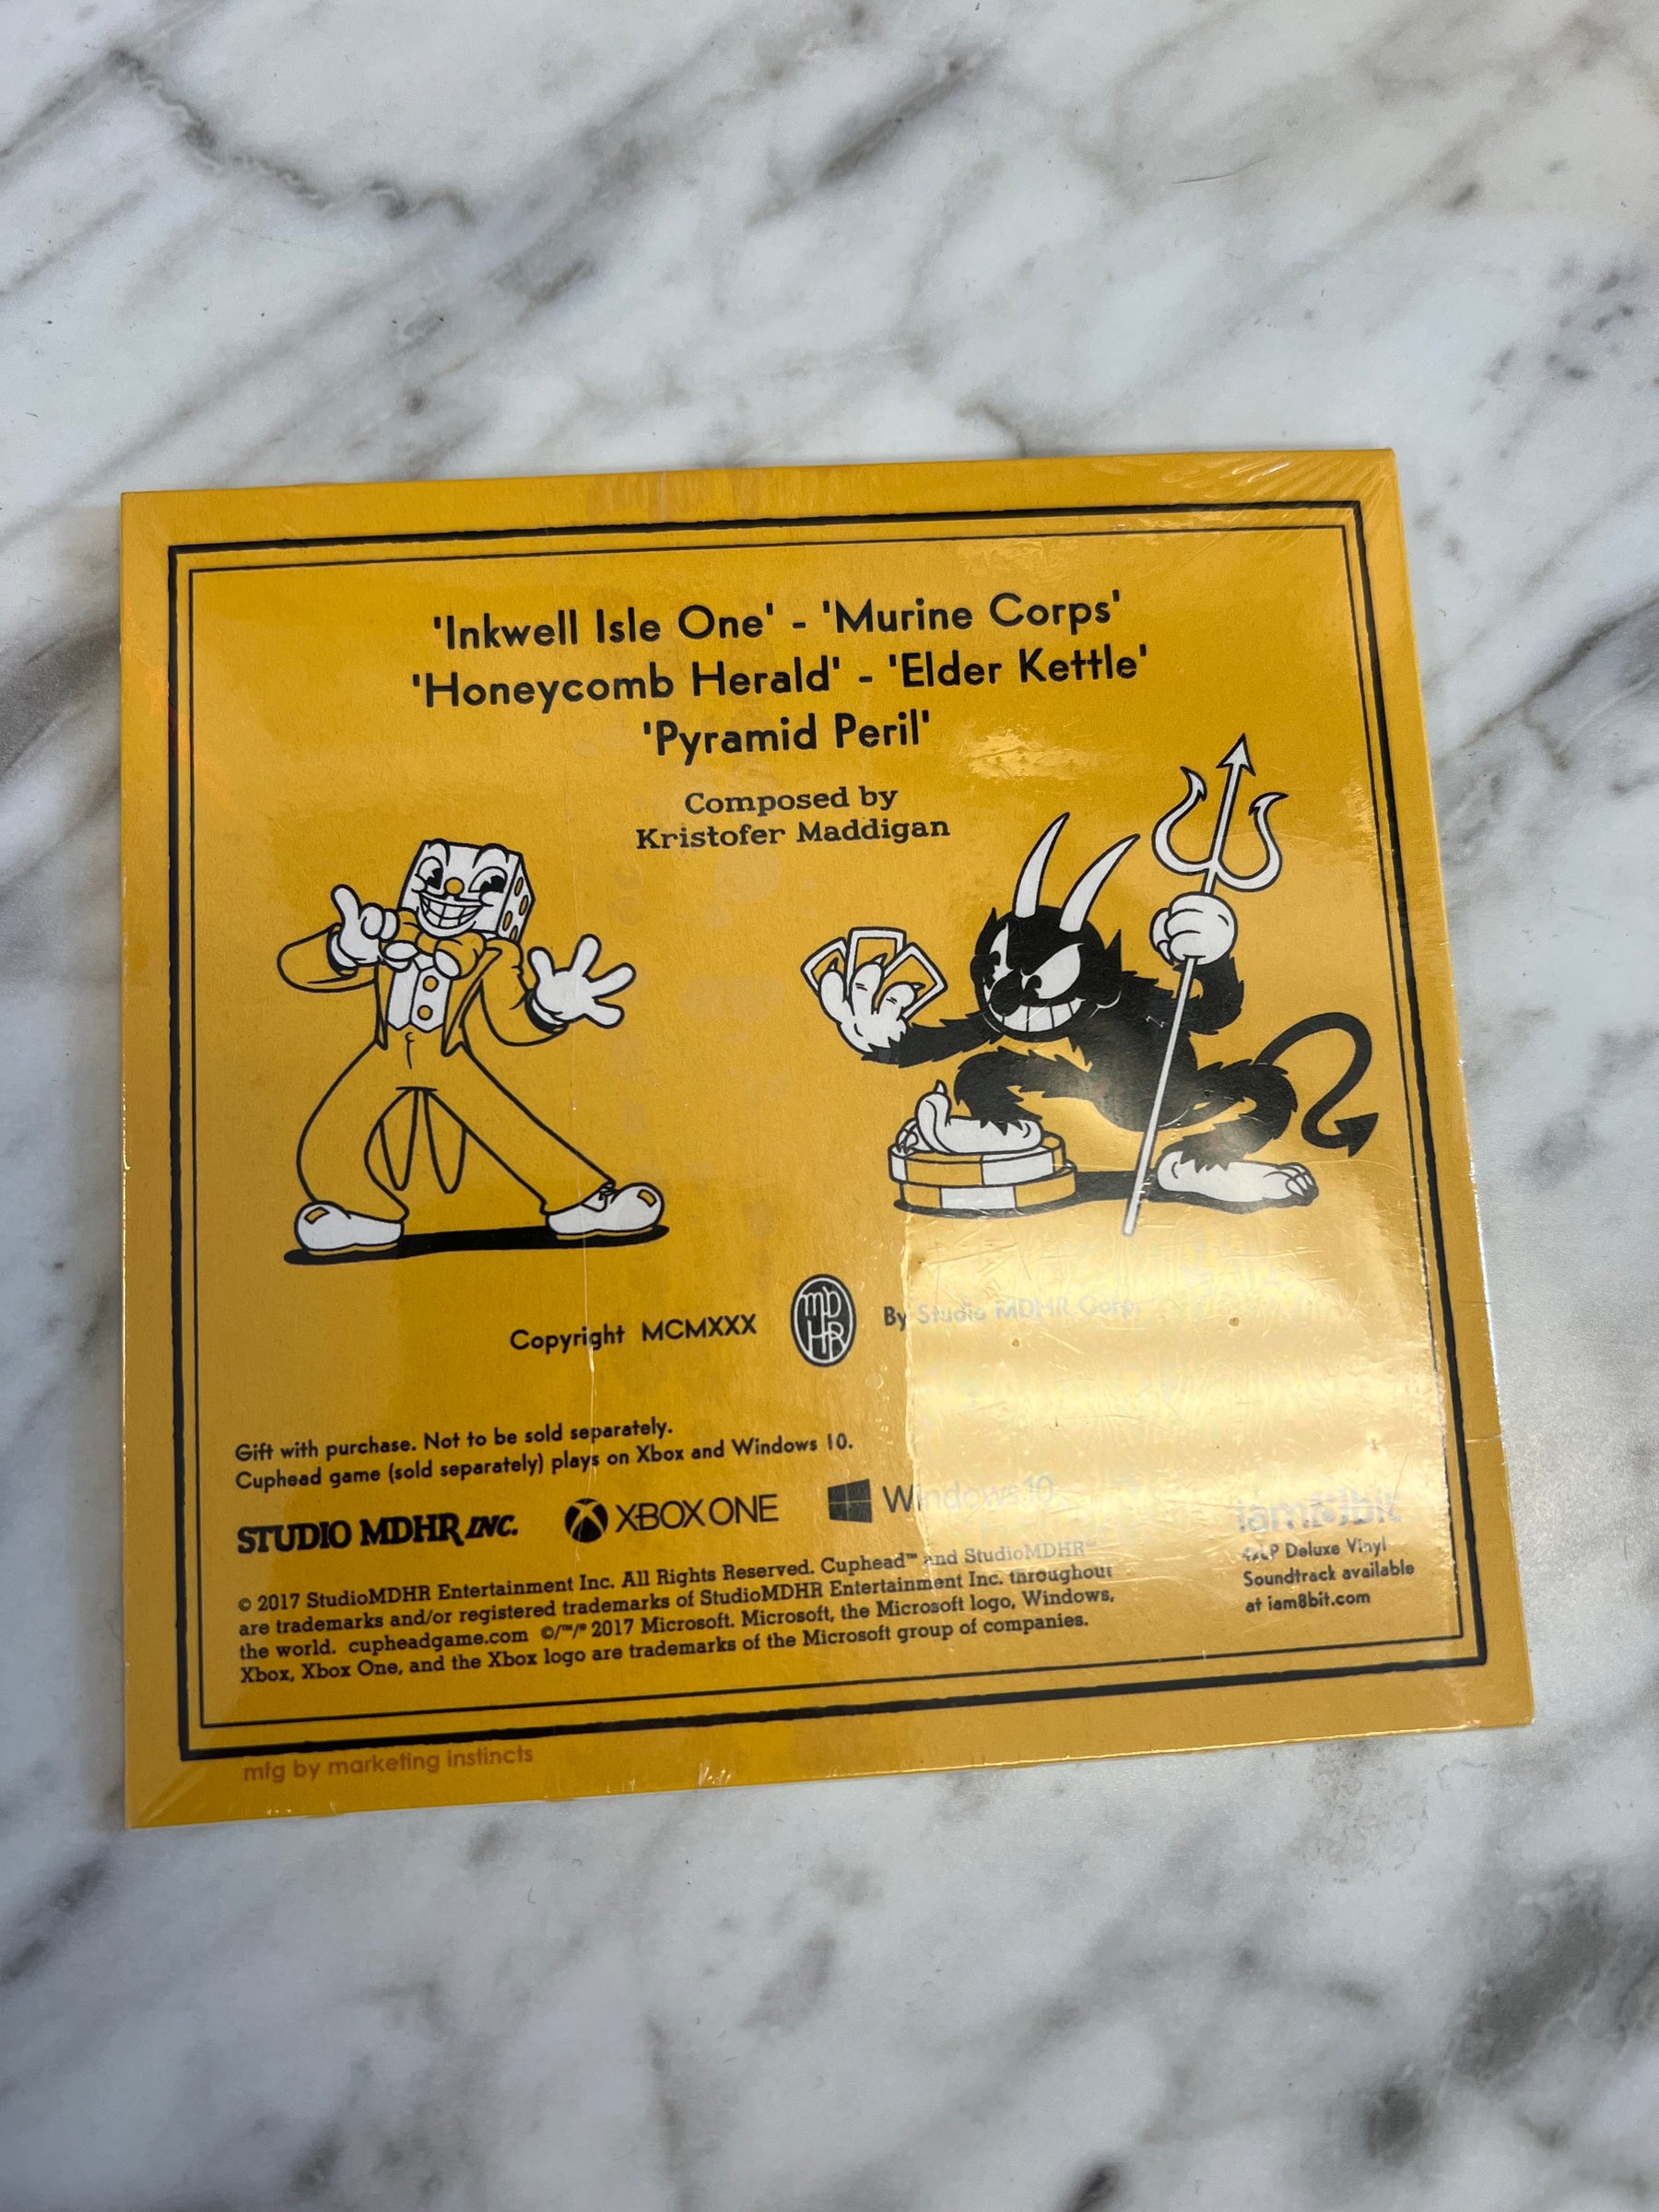 'Inkwell Isle One' - 'Murine Corps'
'Honeycomb Herald' - 'Elder Kettle'
'Pyramid Peril'
Composed by
Kristofer Maddigan
Copyright MCMXXX MDHR By Studio MDHR Corp.
Gift with purchase. Not to be sold separately.
Cuphead game (sold separately) plays on Xbox and Windows 10.
STUDIO MDHR INC. XBOX ONE Windows 10
iam8bit
4xLP Deluxe Vinyl
Soundtrack available
at iam8bit.com
© 2017 StudioMDHR Entertainment Inc. All Rights Reserved. Cuphead™ and StudioMDHR®
are trademarks and/or registered trademarks of StudioMDHR Entertainment Inc. throughout
the world. cupheadgame.com ©/™/® 2017 Microsoft. Microsoft, the Microsoft logo, Windows,
Xbox, Xbox One, and the Xbox logo are trademarks of the Microsoft group of companies.
mfg by marketing instincts